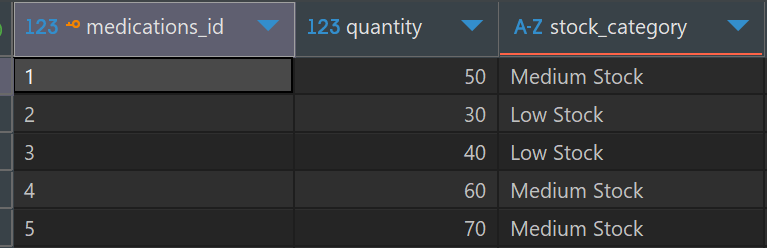 123 medications_id 123 quantity A-Z stock_category
1 50 Medium Stock
2 30 Low Stock
3 40 Low Stock
4 60 Medium Stock
5 70 Medium Stock